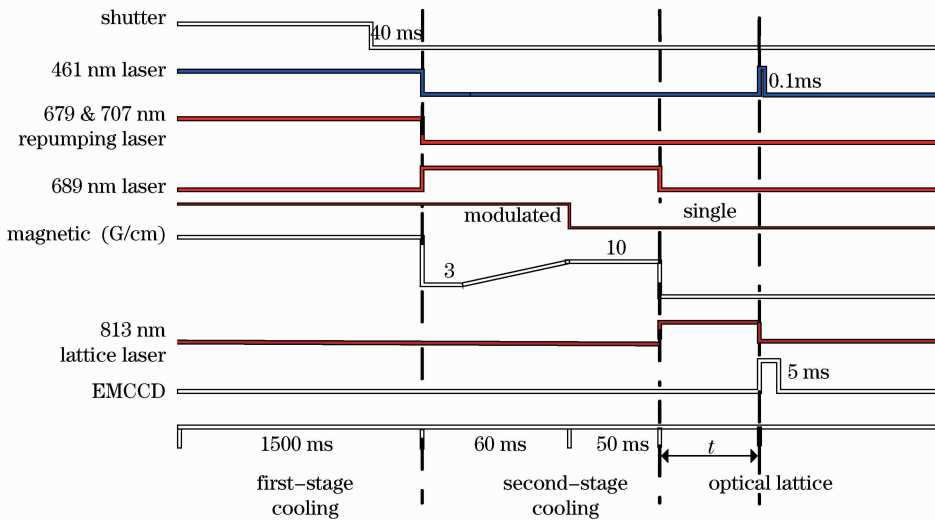 shutter
40 ms
461 nm laser
0.1ms
679 & 707 nm
repumping laser
689 nm laser
modulated
single
magnetic (G/cm)
3
10
813 nm
lattice laser
EMCCD
5 ms
1500 ms
60 ms
50 ms
t
first−stage
cooling
second−stage
cooling
optical lattice